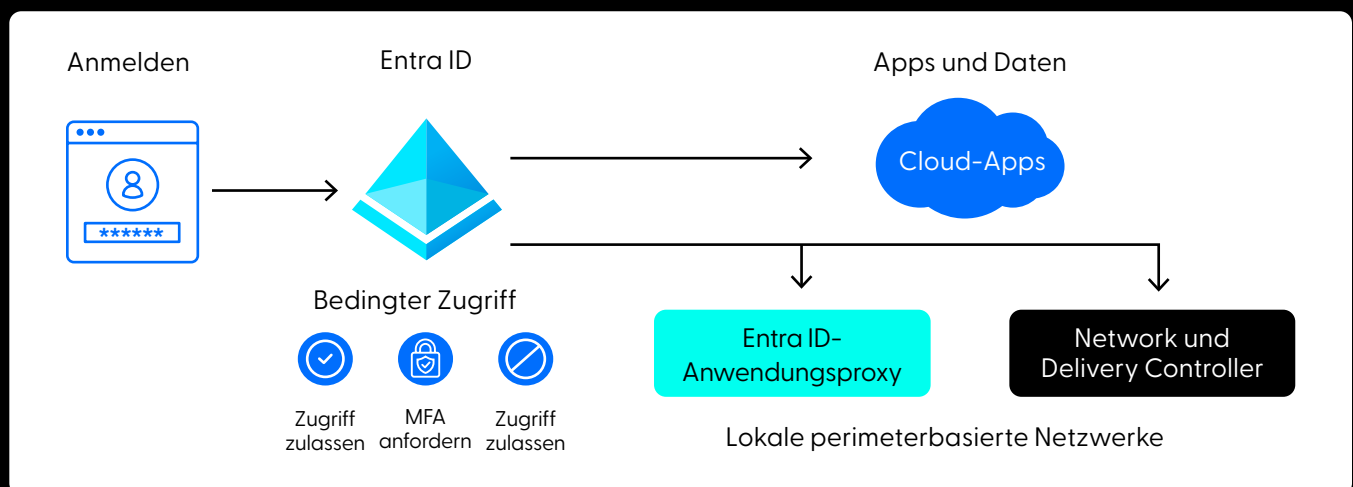 Anmelden
Entra ID
Apps und Daten
******
Cloud-Apps
Bedingter Zugriff
Zugriff
zulassen
MFA
anfordern
Zugriff
zulassen
Entra ID-
Anwendungsproxy
Network und
Delivery Controller
Lokale perimeterbasierte Netzwerke